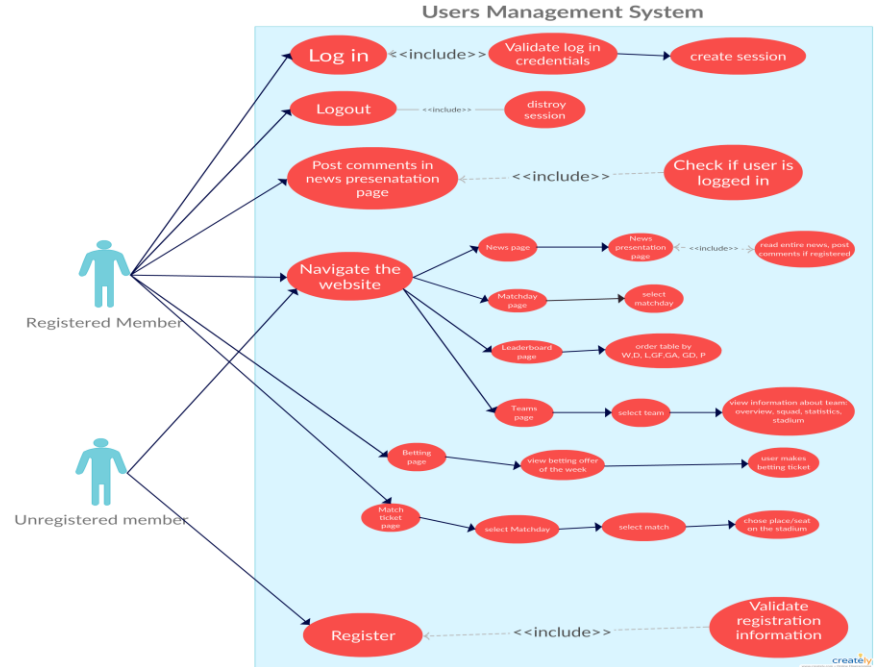 Users Management System
Log in
<<include>>
Validate log in
credentials
create session
Logout
<<include>>
distroy
session
Post comments in
news presenatation
page
<<include>>
Check if user is
logged in
Registered Member
Navigate the
website
News page
News
presentation
page
<<include>>
read entire news, post
comments if registered
Matchday
page
select
matchday
Leaderboard
page
order table by
W,D, L,GF,GA, GD, P
Teams
page
select team
view information about team:
overview, squad, statistics,
stadium
Unregistered member
Betting
page
view betting offer
of the week
user makes
betting ticket
Match
ticket
page
select Matchday
select match
chose place/seat
on the stadium
Register
<<include>>
Validate
registration
information
creately